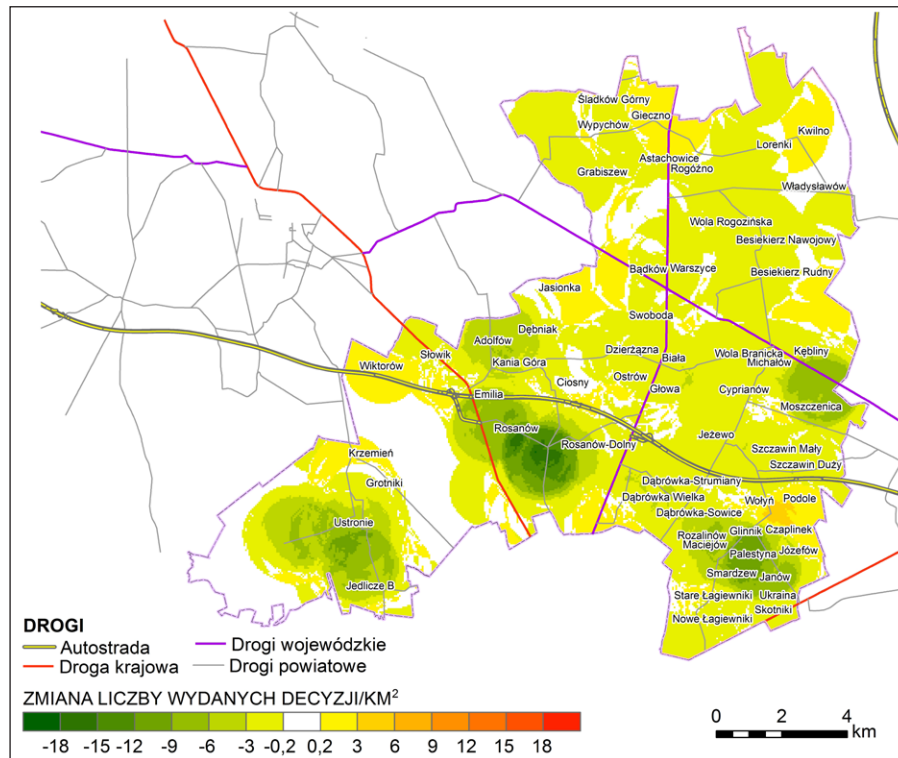 Śladków Górny
Gieczno
Wypychów
Kwilno
Lorenki
Astachowice
Rogóźno
Grabiszew
Władysławów
Wola Rogozińska
Besiekierz Nawojowy
Bądków Warszyce
Besiekierz Rudny
Jasionka
Swoboda
Dębniak
Adolfów
Słowik
Dzierżązna
Biała
Wola Branicka
Kębliny
Michałów
Kania Góra
Wiktorów
Ostrów
Ciosny
Głowa
Cyprianów
Emilia
Moszczenica
Rosanów
Jeżewo
Rosanów-Dolny
Szczawin Mały
Krzemień
Szczawin Duży
Grotniki
Dąbrówka-Strumiany
Dąbrówka Wielka
Wołyń
Podole
Dąbrówka-Sowice
Ustronie
Glinnik
Czaplinek
Rozalinów
Maciejów
Palestyna
Józefów
Smardzew
Janów
Jedlicze B
Stare Łagiewniki
Ukraina
Skotniki
Nowe Łagiewniki
DROGI
Autostrada
Drogi wojewódzkie
Droga krajowa
Drogi powiatowe
ZMIANA LICZBY WYDANYCH DECYZJI/KM²
-18 -15 -12 -9 -6 -3 -0,2 0,2 3 6 9 12 15 18
0 2 4
km